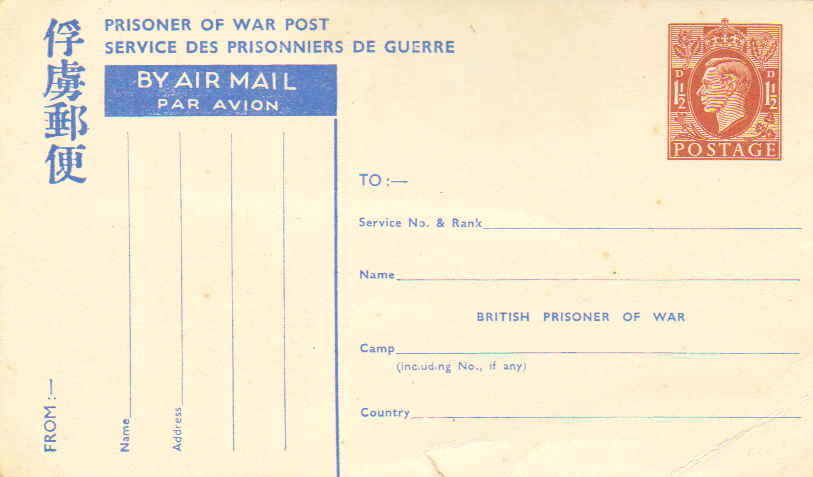 俘虜郵便
PRISONER OF WAR POST
SERVICE DES PRISONNIERS DE GUERRE
BY AIR MAIL
PAR AVION
D D
1½ 1½
POSTAGE
FROM:—
Name
Address
TO:—
Service No. & Rank
Name
BRITISH PRISONER OF WAR
Camp
(including No., if any)
Country